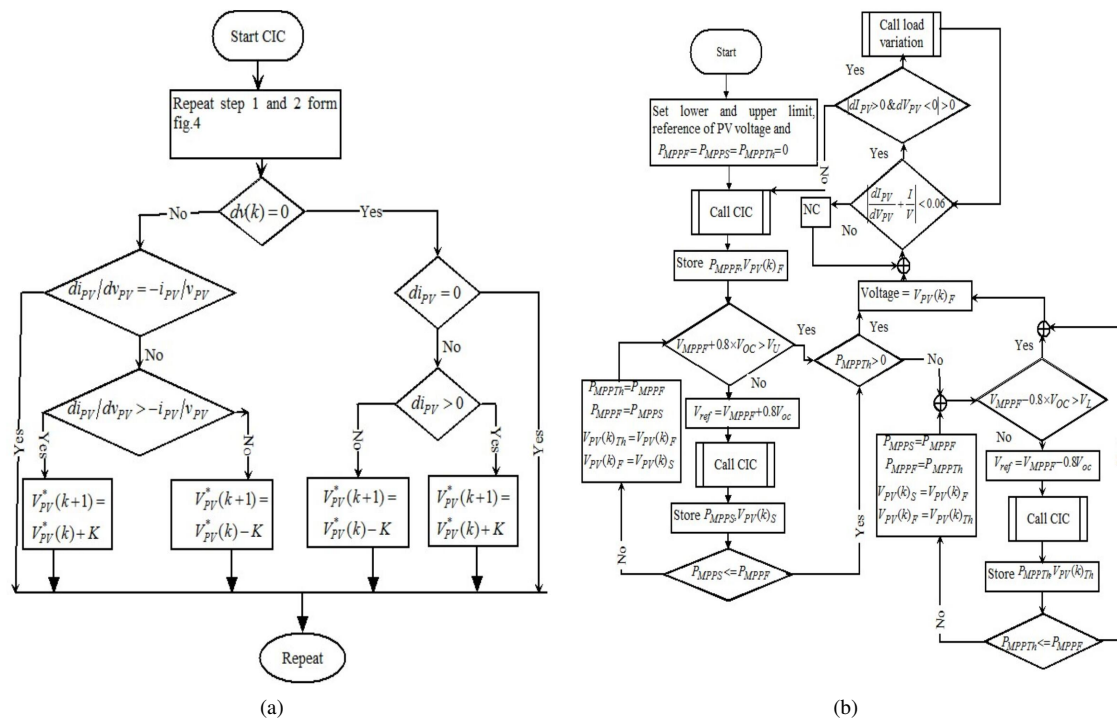 Start CIC
Repeat step 1 and 2 form
fig.4
dv(k)=0
No
Yes
di_PV/dv_PV=−i_PV/v_PV
di_PV=0
No
No
di_PV/dv_PV>−i_PV/v_PV
di_PV>0
Yes
Yes
No
No
Yes
Yes
V*_PV(k+1)=
V*_PV(k)+K
V*_PV(k+1)=
V*_PV(k)−K
V*_PV(k+1)=
V*_PV(k)−K
V*_PV(k+1)=
V*_PV(k)+K
Repeat
(a)
Call load
variation
Start
Yes
|dI_PV>0&dV_PV<0|>0
Set lower and upper limit,
reference of PV voltage and
P_MPPF=P_MPPS=P_MPPTh=0
No
Yes
Call CIC
NC
|dI_PV/dV_PV+I/V|<0.06
No
Store P_MPPF,V_PV(k)_F
Voltage=V_PV(k)_F
V_MPPF+0.8×V_OC>V_U
Yes
Yes
P_MPPTh>0
No
Yes
No
V_MPPF−0.8×V_OC>V_L
P_MPPTh=P_MPPF
P_MPPF=P_MPPS
V_PV(k)_Th=V_PV(k)_F
V_PV(k)_F=V_PV(k)_S
V_ref=V_MPPF+0.8V_oc
Call CIC
Store P_MPPS,V_PV(k)_S
No
P_MPPS<=P_MPPF
Yes
P_MPPS=P_MPPF
P_MPPF=P_MPPTh
V_PV(k)_S=V_PV(k)_F
V_PV(k)_F=V_PV(k)_Th
No
V_ref=V_MPPF−0.8V_oc
Call CIC
Store P_MPPTh,V_PV(k)_Th
No
P_MPPTh<=P_MPPF
(b)